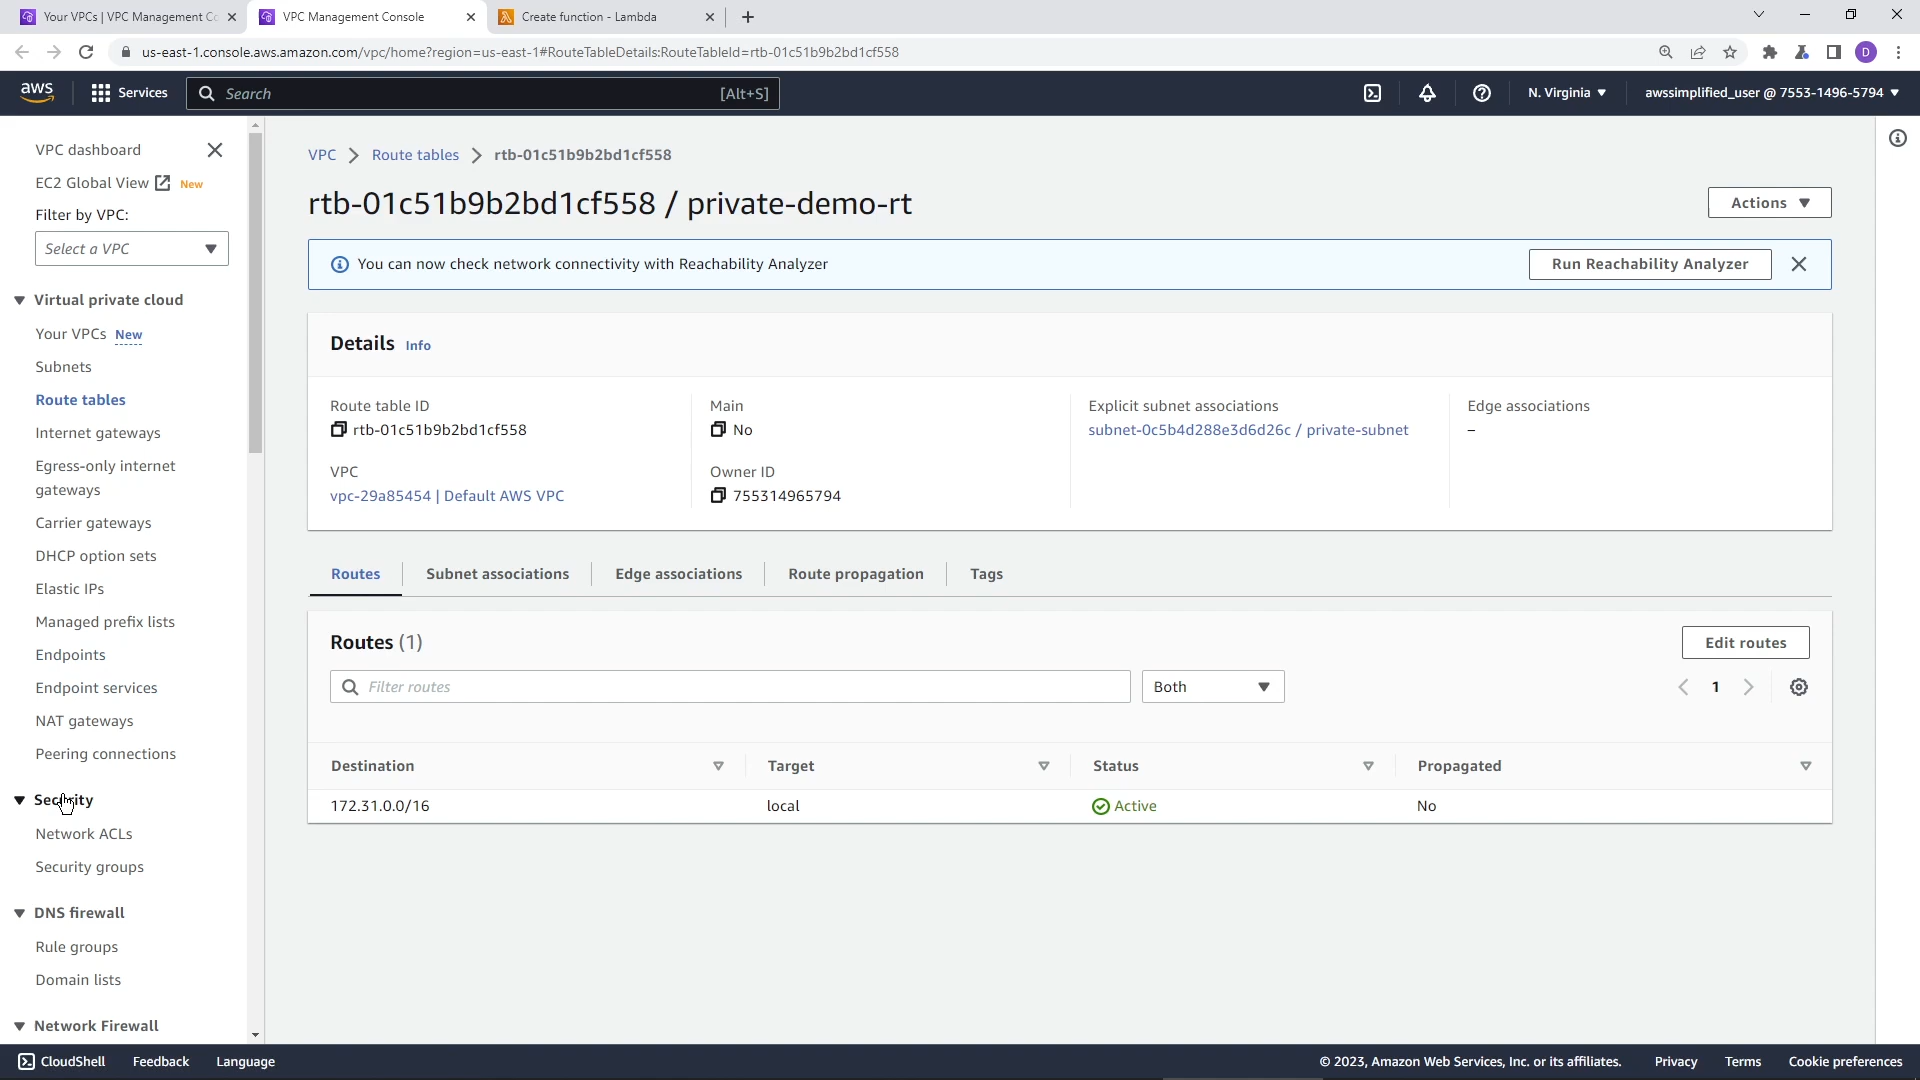 Your VPCs | VPC Management Co
VPC Management Console
Create function - Lambda
us-east-1.console.aws.amazon.com/vpc/home?region=us-east-1#RouteTableDetails:RouteTableId=rtb-01c51b9b2bd1cf558
D
aws
Services
Search
[Alt+S]
N. Virginia
awssimplified_user @ 7553-1496-5794
VPC dashboard
EC2 Global View New
Filter by VPC:
Select a VPC
Virtual private cloud
Your VPCs New
Subnets
Route tables
Internet gateways
Egress-only internet
gateways
Carrier gateways
DHCP option sets
Elastic IPs
Managed prefix lists
Endpoints
Endpoint services
NAT gateways
Peering connections
Security
Network ACLs
Security groups
DNS firewall
Rule groups
Domain lists
Network Firewall
VPC > Route tables > rtb-01c51b9b2bd1cf558
rtb-01c51b9b2bd1cf558 / private-demo-rt
Actions
You can now check network connectivity with Reachability Analyzer
Run Reachability Analyzer
Details Info
Route table ID
rtb-01c51b9b2bd1cf558
Main
No
Explicit subnet associations
subnet-0c5b4d288e3d6d26c / private-subnet
Edge associations
–
VPC
vpc-29a85454 | Default AWS VPC
Owner ID
755314965794
Routes
Subnet associations
Edge associations
Route propagation
Tags
Routes (1)
Edit routes
Filter routes
Both
1
Destination Target Status Propagated
172.31.0.0/16 local Active No
CloudShell Feedback Language
© 2023, Amazon Web Services, Inc. or its affiliates. Privacy Terms Cookie preferences